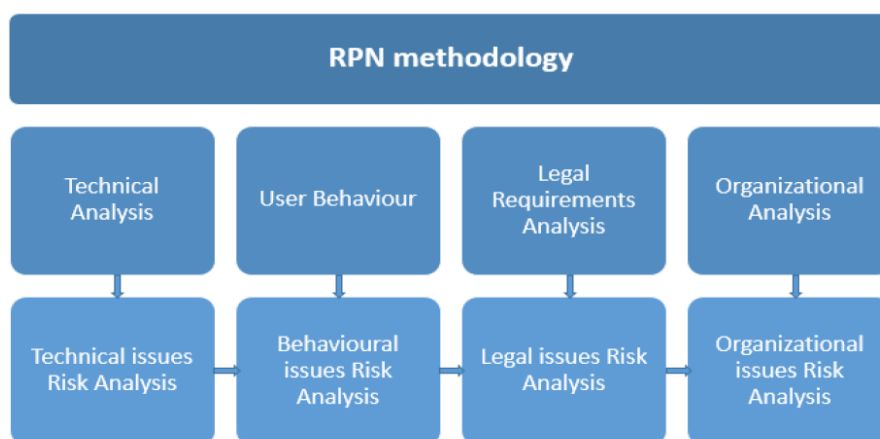 RPN methodology
Technical
Analysis
User Behaviour
Legal
Requirements
Analysis
Organizational
Analysis
Technical issues
Risk Analysis
Behavioural
issues Risk
Analysis
Legal issues Risk
Analysis
Organizational
issues Risk
Analysis